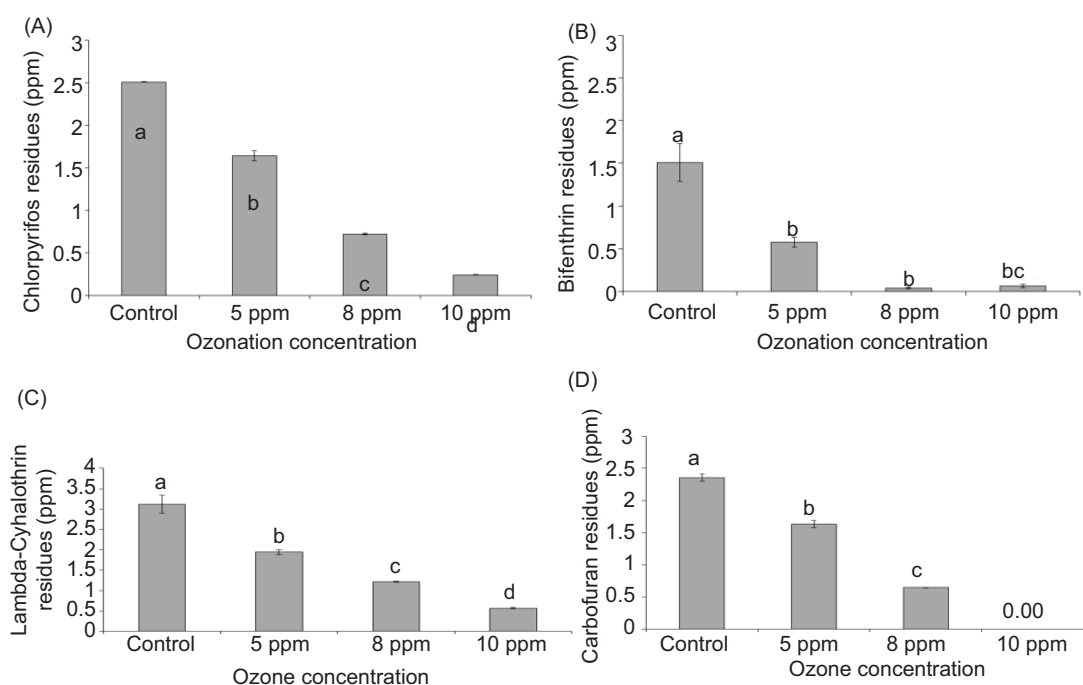 (A)
Chlorpyrifos residues (ppm)
3
2.5
2
1.5
1
0.5
0
a
b
c
d
Control 5 ppm 8 ppm 10 ppm
Ozonation concentration
(B)
Bifenthrin residues (ppm)
3
2.5
2
1.5
1
0.5
0
a
b
b
bc
Control 5 ppm 8 ppm 10 ppm
Ozonation concentration
(C)
Lambda-Cyhalothrin
residues (ppm)
4
3.5
3
2.5
2
1.5
1
0.5
0
a
b
c
d
Control 5 ppm 8 ppm 10 ppm
Ozone concentration
(D)
Carbofuran residues (ppm)
3
2.5
2
1.5
1
0.5
0
a
b
c
0.00
Control 5 ppm 8 ppm 10 ppm
Ozone concentration